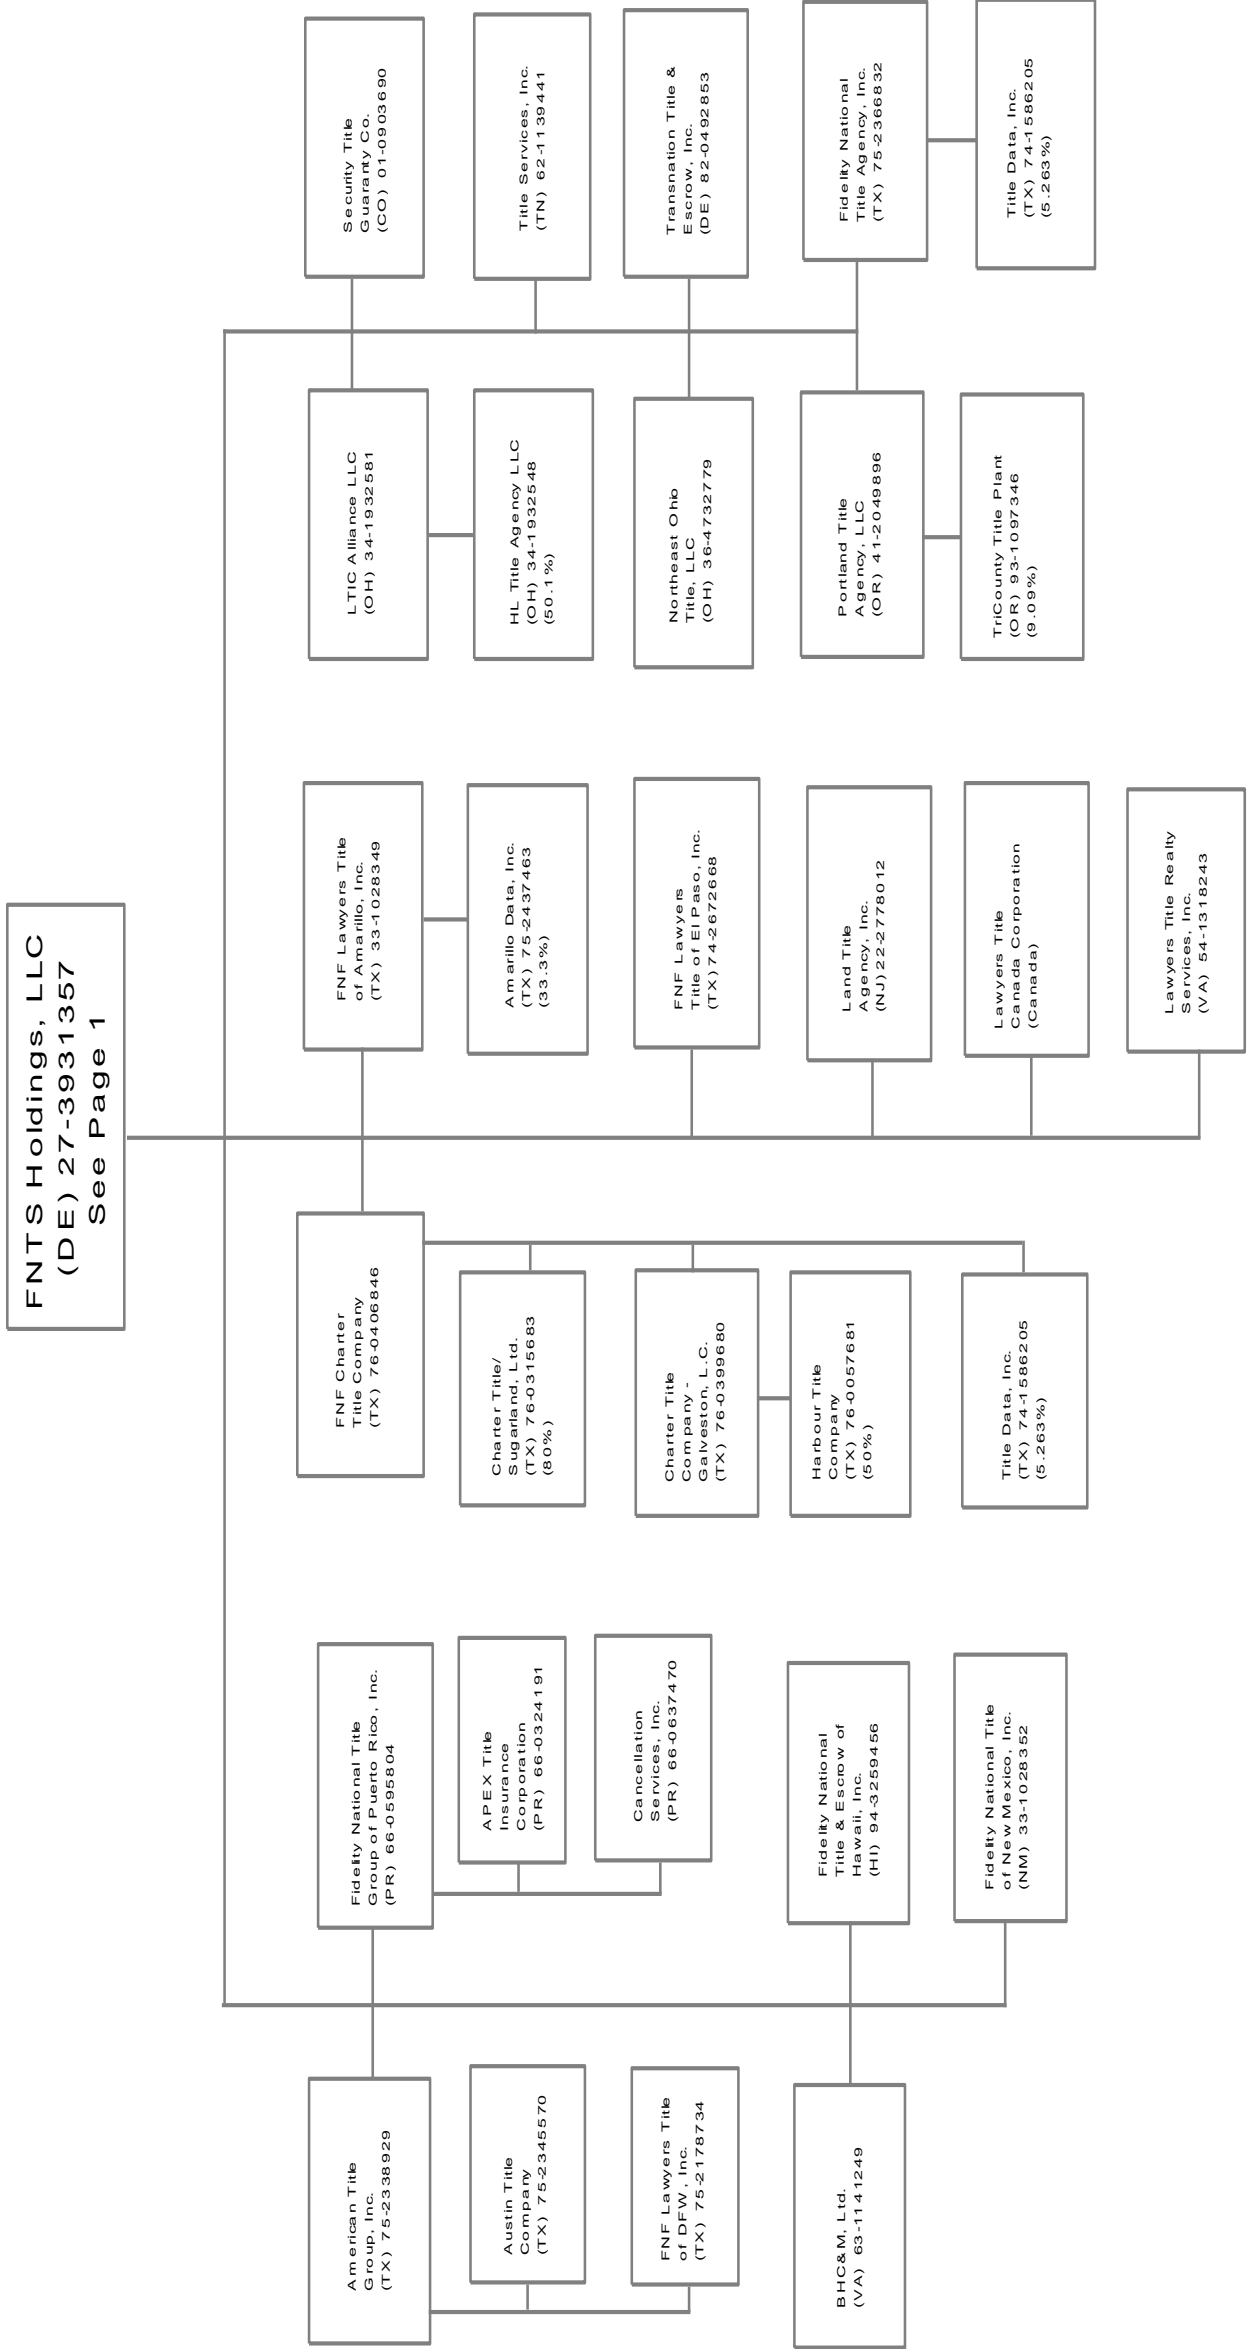 FNTS Holdings, LLC
(DE) 27-3931357
See Page 1
American Title
Group, Inc.
(TX) 75-2338929
Austin Title
Company
(TX) 75-2345570
FNF Lawyers Title
of DFW, Inc.
(TX) 75-2178734
BHC&M, Ltd.
(VA) 63-1141249
Fidelity National Title
Group of Puerto Rico, Inc.
(PR) 66-0595804
APEX Title
Insurance
Corporation
(PR) 66-0324191
Cancellation
Services, Inc.
(PR) 66-0637470
Fidelity National
Title & Escrow of
Hawaii, Inc.
(HI) 94-3259456
Fidelity National Title
of New Mexico, Inc.
(NM) 33-1028352
FNF Charter
Title Company
(TX) 76-0406846
Charter Title/
Sugarland, Ltd.
(TX) 76-0315683
(80%)
Charter Title
Company -
Galveston, L.C.
(TX) 76-0399680
Harbour Title
Company
(TX) 76-0057681
(50%)
Title Data, Inc.
(TX) 74-1586205
(5.263%)
FNF Lawyers Title
of Amarillo, Inc.
(TX) 33-1028349
Amarillo Data, Inc.
(TX) 75-2437463
(33.3%)
FNF Lawyers
Title of El Paso, Inc.
(TX)74-2672668
Land Title
Agency, Inc.
(NJ)22-2778012
Lawyers Title
Canada Corporation
(Canada)
Lawyers Title Realty
Services, Inc.
(VA) 54-1318243
LTIC Alliance LLC
(OH) 34-1932581
HL Title Agency LLC
(OH) 34-1932548
(50.1%)
Northeast Ohio
Title, LLC
(OH) 36-4732779
Portland Title
Agency, LLC
(OR) 41-2049896
TriCounty Title Plant
(OR) 93-1097346
(9.09%)
Security Title
Guaranty Co.
(CO) 01-0903690
Title Services, Inc.
(TN) 62-1139441
Transnation Title &
Escrow, Inc.
(DE) 82-0492853
Fidelity National
Title Agency, Inc.
(TX) 75-2366832
Title Data, Inc.
(TX) 74-1586205
(5.263%)